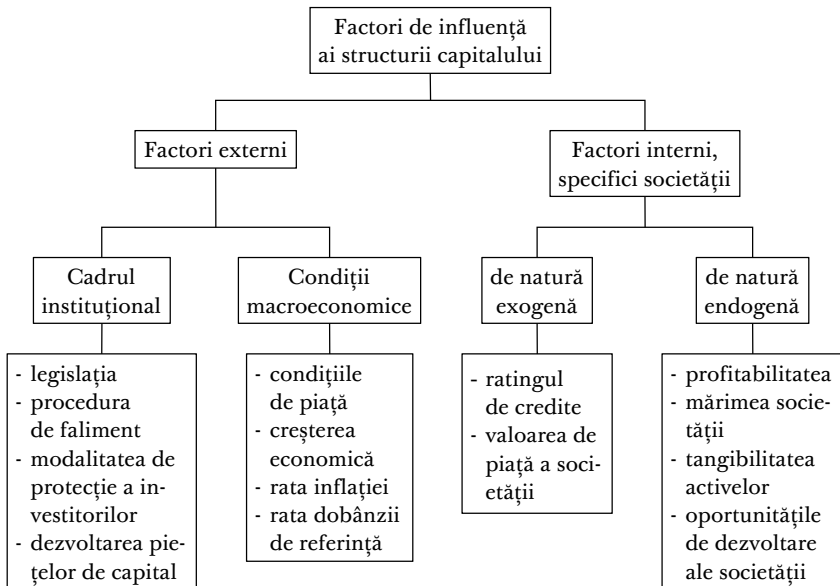 Factori de influență
ai structurii capitalului
Factori externi
Factori interni,
specifici societății
Cadrul
instituțional
Condiții
macroeconomice
de natură
exogenă
de natură
endogenă
- legislația
- procedura
de faliment
- modalitatea de
protecție a in-
vestitorilor
- dezvoltarea pie-
țelor de capital
- condițiile
de piață
- creșterea
economică
- rata inflației
- rata dobânzii
de referință
- ratingul
de credite
- valoarea de
piață a soci-
etății
- profitabilitatea
- mărimea socie-
tății
- tangibilitatea
activelor
- oportunitățile
de dezvoltare
ale societății